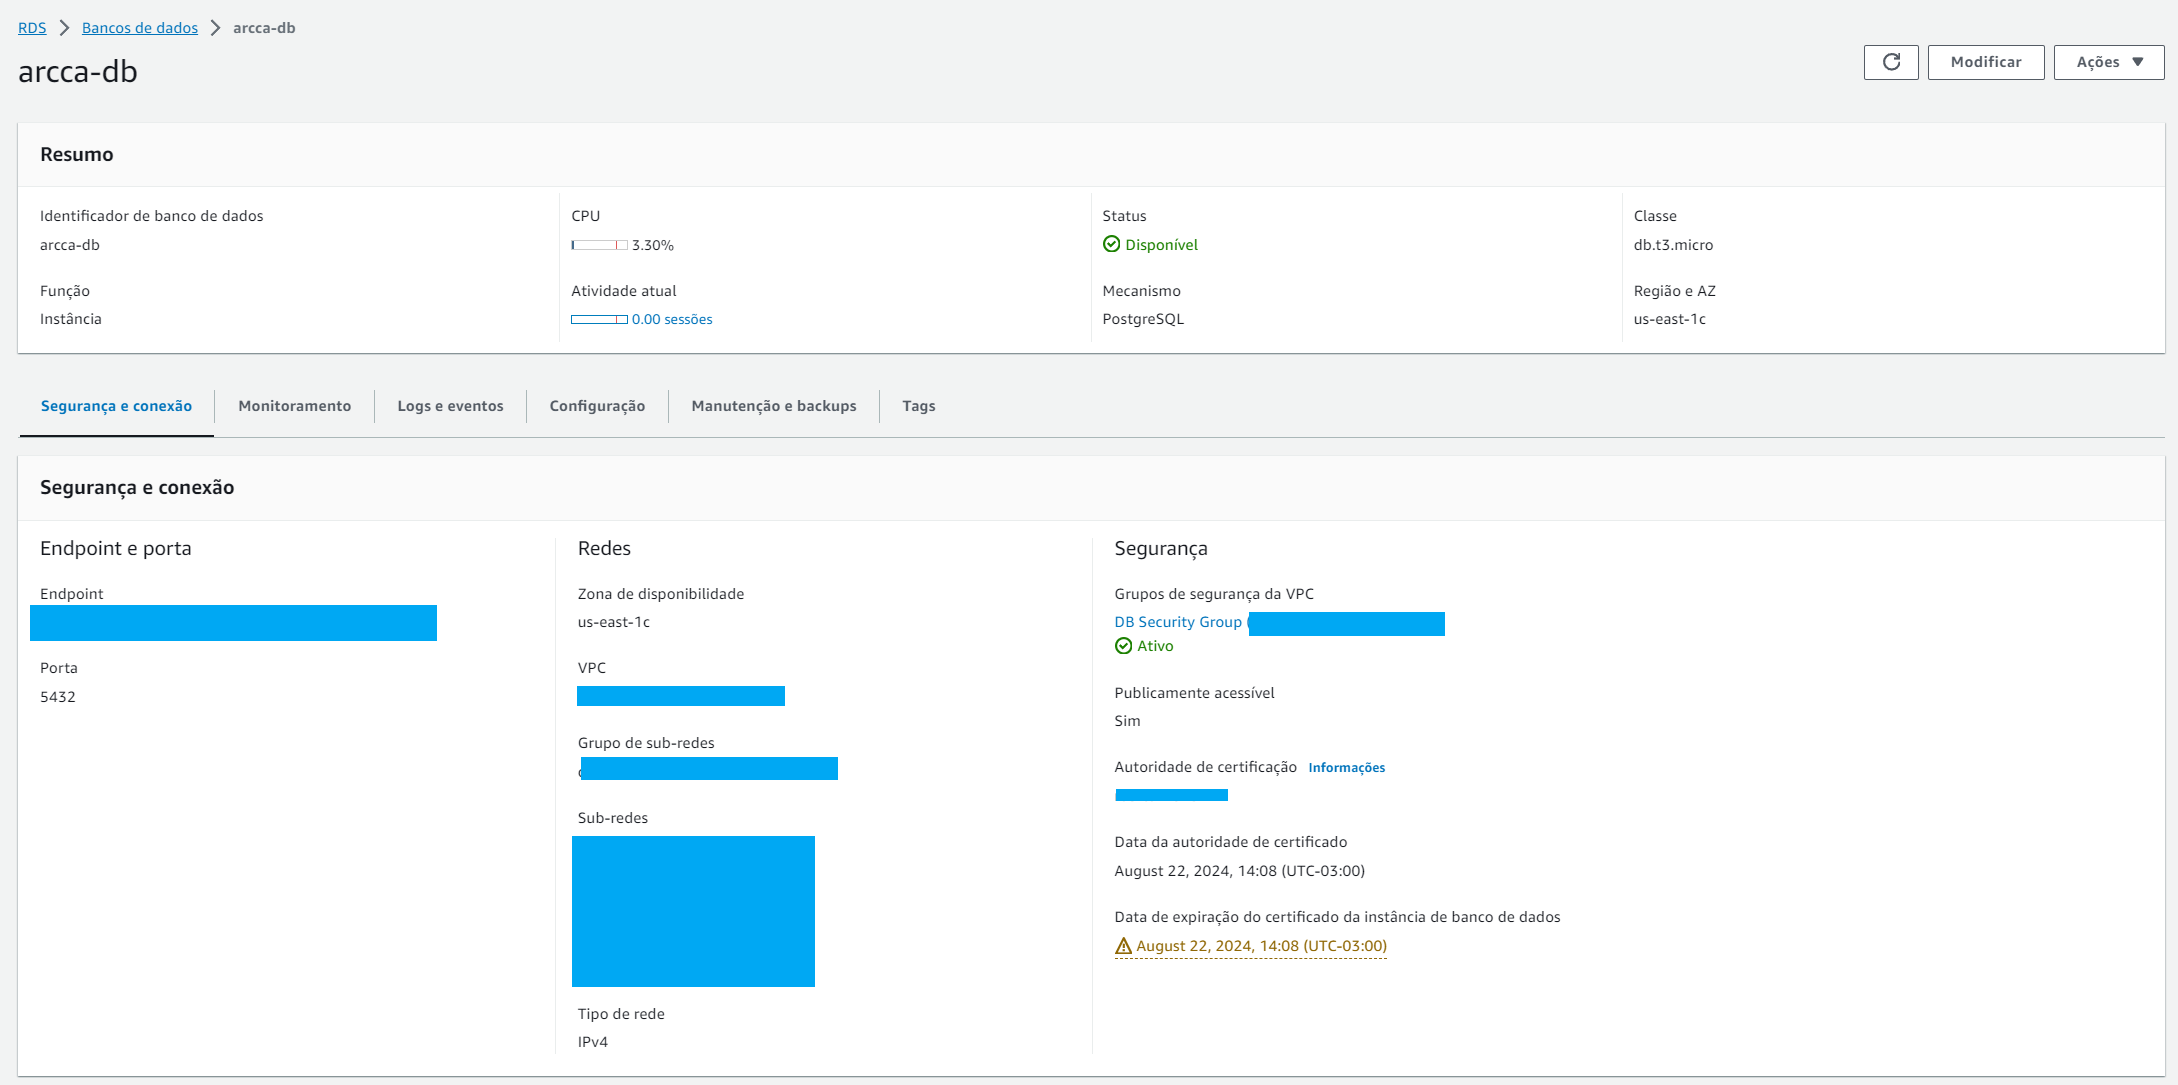 RDS > Bancos de dados > arcca-db
arcca-db
Modificar
Ações
Resumo
Identificador de banco de dados
arcca-db
Função
Instância
CPU
3.30%
Atividade atual
0.00 sessões
Status
Disponível
Mecanismo
PostgreSQL
Classe
db.t3.micro
Região e AZ
us-east-1c
Segurança e conexão
Monitoramento
Logs e eventos
Configuração
Manutenção e backups
Tags
Segurança e conexão
Endpoint e porta
Endpoint
Porta
5432
Redes
Zona de disponibilidade
us-east-1c
VPC
Grupo de sub-redes
Sub-redes
Tipo de rede
IPv4
Segurança
Grupos de segurança da VPC
DB Security Group (
Ativo
Publicamente acessível
Sim
Autoridade de certificação Informações
Data da autoridade de certificado
August 22, 2024, 14:08 (UTC-03:00)
Data de expiração do certificado da instância de banco de dados
August 22, 2024, 14:08 (UTC-03:00)